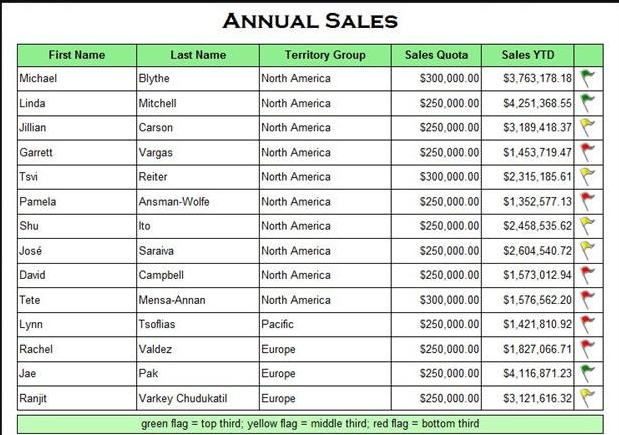 ANNUAL SALES
First Name Last Name Territory Group Sales Quota Sales YTD
Michael Blythe North America $300,000.00 $3,763,178.18
Linda Mitchell North America $250,000.00 $4,251,368.55
Jillian Carson North America $250,000.00 $3,189,418.37
Garrett Vargas North America $250,000.00 $1,453,719.47
Tsvi Reiter North America $300,000.00 $2,315,185.61
Pamela Ansman-Wolfe North America $250,000.00 $1,352,577.13
Shu Ito North America $250,000.00 $2,458,535.62
José Saraiva North America $250,000.00 $2,604,540.72
David Campbell North America $250,000.00 $1,573,012.94
Tete Mensa-Annan North America $300,000.00 $1,576,562.20
Lynn Tsoflias Pacific $250,000.00 $1,421,810.92
Rachel Valdez Europe $250,000.00 $1,827,066.71
Jae Pak Europe $250,000.00 $4,116,871.23
Ranjit Varkey Chudukatil Europe $250,000.00 $3,121,616.32
green flag = top third; yellow flag = middle third; red flag = bottom third